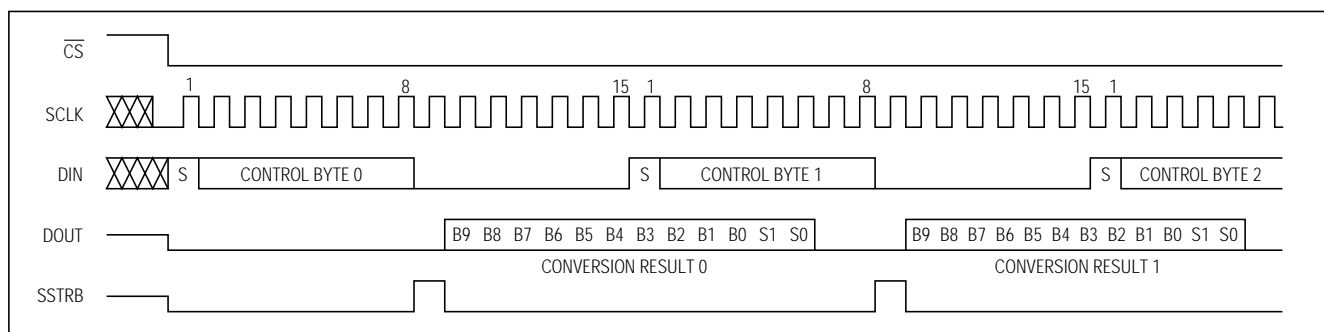 CS
1 8 15 1 8 15 1
SCLK
DIN S CONTROL BYTE 0 S CONTROL BYTE 1 S CONTROL BYTE 2
DOUT B9 B8 B7 B6 B5 B4 B3 B2 B1 B0 S1 S0 B9 B8 B7 B6 B5 B4 B3 B2 B1 B0 S1 S0
CONVERSION RESULT 0 CONVERSION RESULT 1
SSTRB